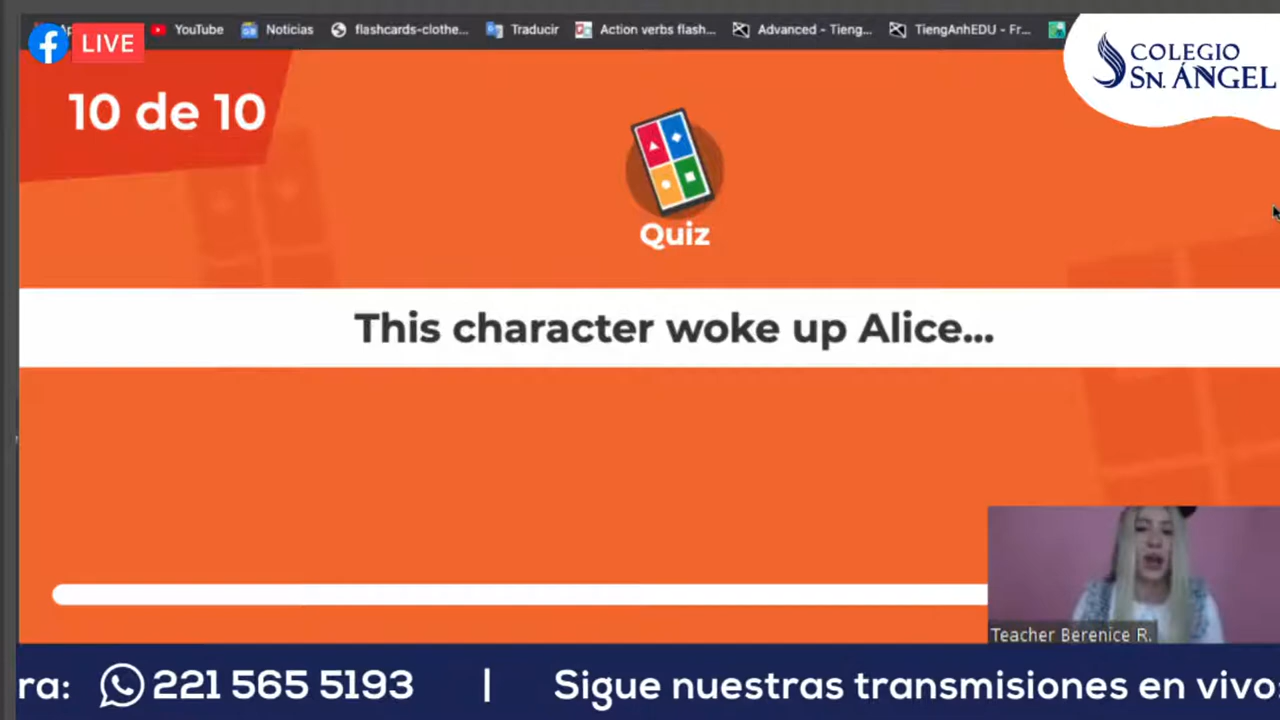 YouTube
Noticias
flashcards-clothe...
Traducir
Action verbs flash...
Advanced - Tieng...
TiengAnhEDU - Fr...
LIVE
COLEGIO
SN. ÁNGEL
10 de 10
Quiz
This character woke up Alice...
Teacher Berenice R.
ra: 221 565 5193 | Sigue nuestras transmisiones en vivo: